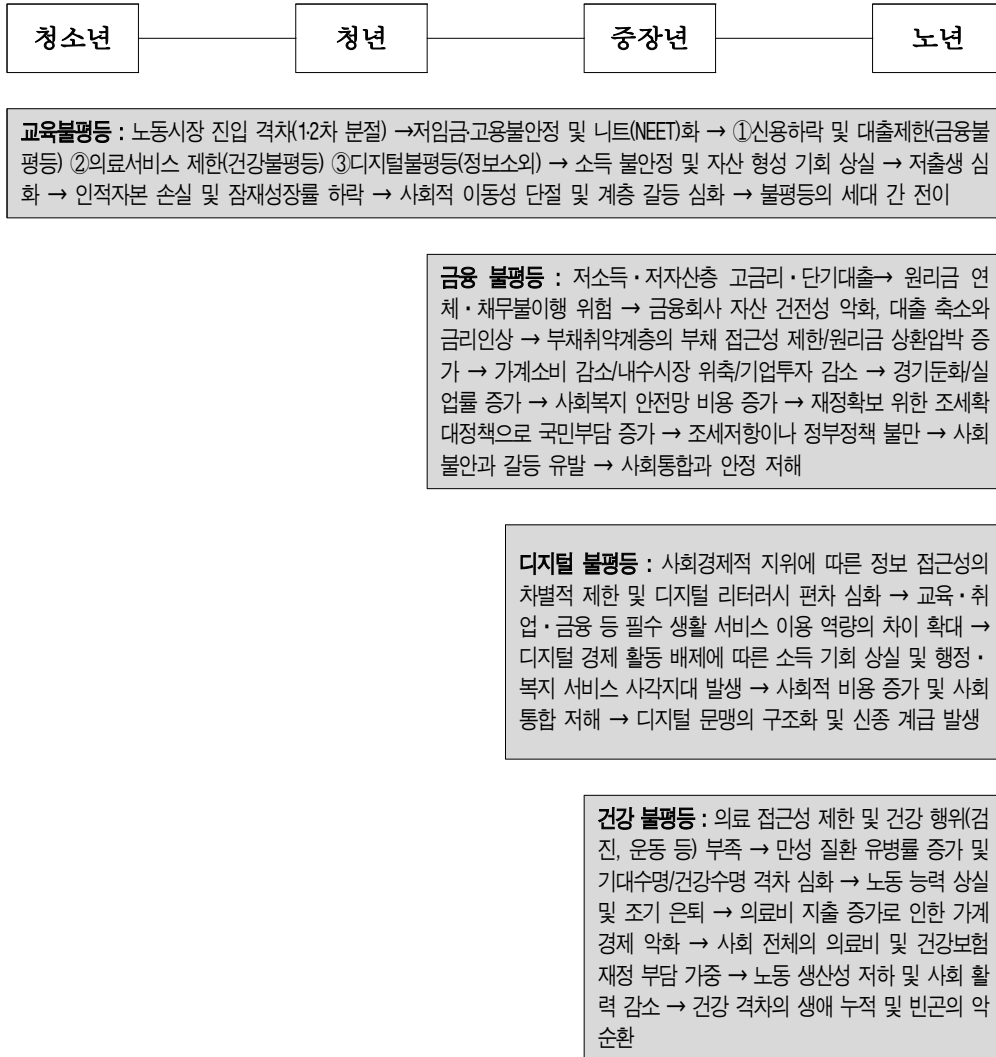 청소년 청년 중장년 노년
교육불평등 : 노동시장 진입 격차(1·2차 분절) →저임금·고용불안정 및 니트(NEET)화 → ①신용하락 및 대출제한(금융불
평등) ②의료서비스 제한(건강불평등) ③디지털불평등(정보소외) → 소득 불안정 및 자산 형성 기회 상실 → 저출생 심
화 → 인적자본 손실 및 잠재성장률 하락 → 사회적 이동성 단절 및 계층 갈등 심화 → 불평등의 세대 간 전이
금융 불평등 : 저소득·저자산층 고금리·단기대출→ 원리금 연
체·채무불이행 위험 → 금융회사 자산 건전성 악화, 대출 축소와
금리인상 → 부채취약계층의 부채 접근성 제한/원리금 상환압박 증
가 → 가계소비 감소/내수시장 위축/기업투자 감소 → 경기둔화/실
업률 증가 → 사회복지 안전망 비용 증가 → 재정확보 위한 조세확
대정책으로 국민부담 증가 → 조세저항이나 정부정책 불만 → 사회
불안과 갈등 유발 → 사회통합과 안정 저해
디지털 불평등 : 사회경제적 지위에 따른 정보 접근성의
차별적 제한 및 디지털 리터러시 편차 심화 → 교육·취
업·금융 등 필수 생활 서비스 이용 역량의 차이 확대 →
디지털 경제 활동 배제에 따른 소득 기회 상실 및 행정·
복지 서비스 사각지대 발생 → 사회적 비용 증가 및 사회
통합 저해 → 디지털 문맹의 구조화 및 신종 계급 발생
건강 불평등 : 의료 접근성 제한 및 건강 행위(검
진, 운동 등) 부족 → 만성 질환 유병률 증가 및
기대수명/건강수명 격차 심화 → 노동 능력 상실
및 조기 은퇴 → 의료비 지출 증가로 인한 가계
경제 악화 → 사회 전체의 의료비 및 건강보험
재정 부담 가중 → 노동 생산성 저하 및 사회 활
력 감소 → 건강 격차의 생애 누적 및 빈곤의 악
순환